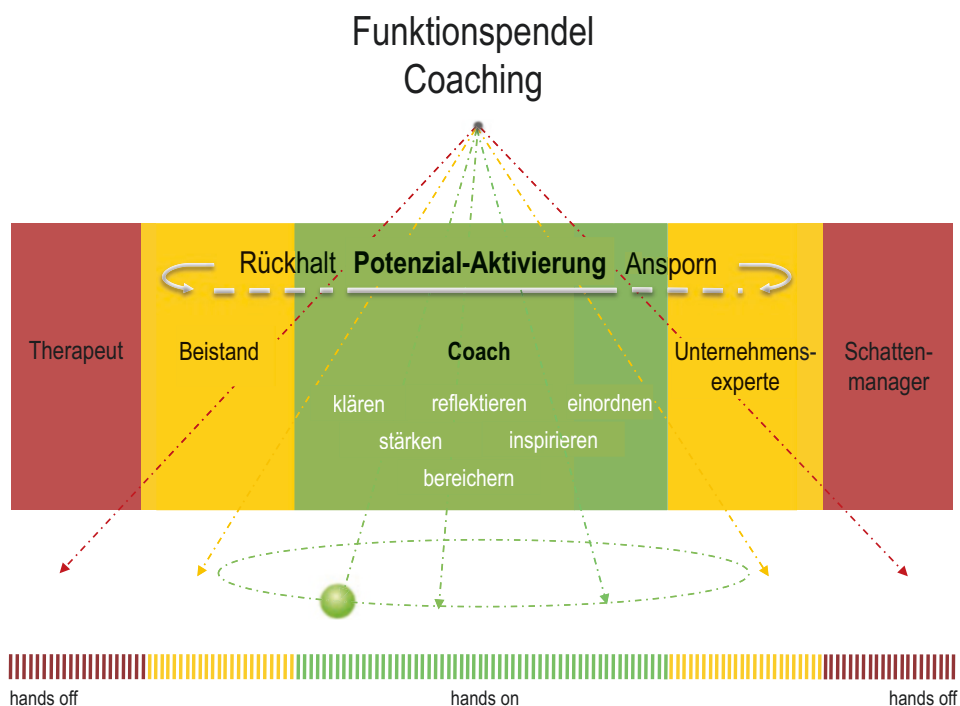 Funktionspendel
Coaching
Rückhalt Potenzial-Aktivierung Ansporn
Therapeut
Beistand
Coach
Unternehmens-
experte
Schatten-
manager
klären reflektieren einordnen
stärken inspirieren
bereichern
hands off hands on hands off